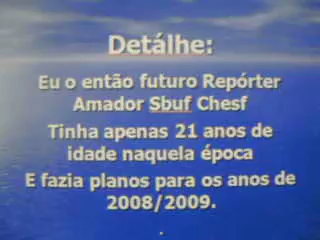 Detálhe:
Eu o então futuro Repórter
Amador Sbuf Chesf
Tinha apenas 21 anos de
idade naquela época
E fazia planos para os anos de
2008/2009.
.